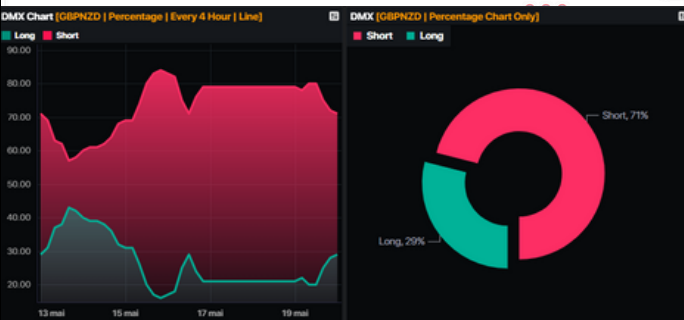 DMX Chart [GBPNZD | Percentage | Every 4 Hour | Line]
Long Short
90.00
80.00
70.00
60.00
50.00
40.00
30.00
20.00
13 mai 15 mai 17 mai 19 mai
DMX [GBPNZD | Percentage Chart Only]
Short Long
Short, 71%
Long, 29%